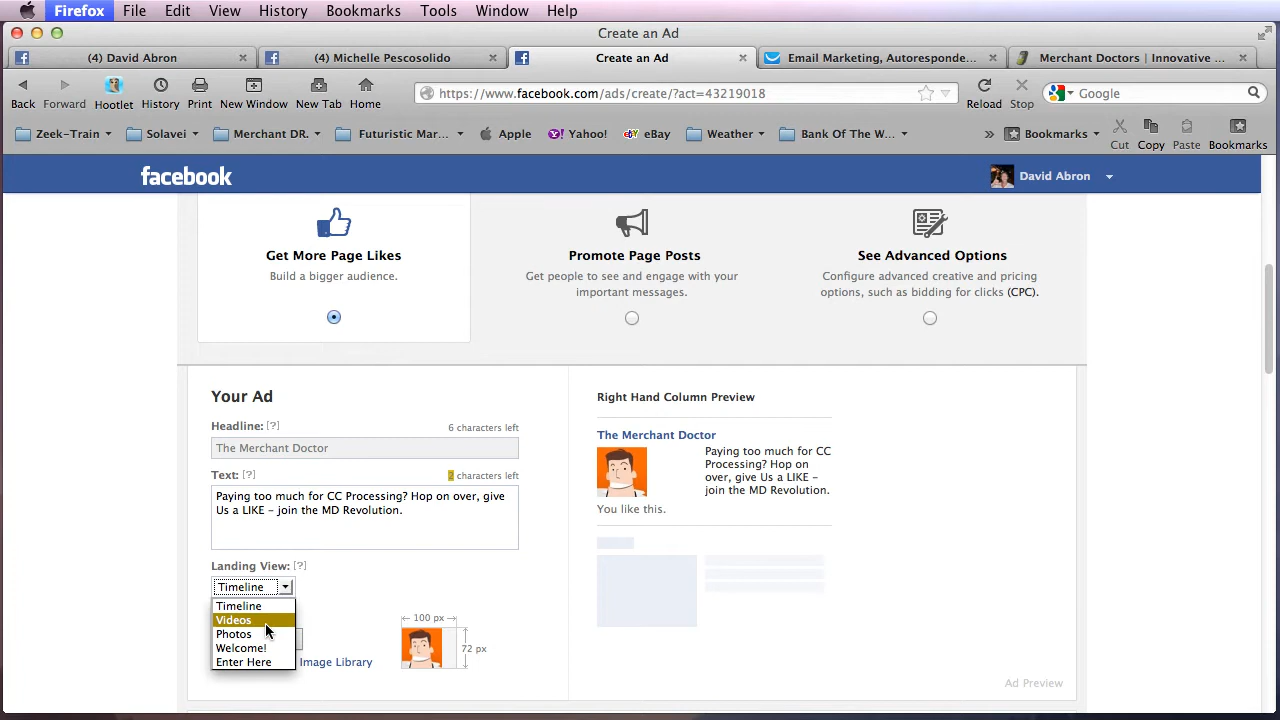 Firefox File Edit View History Bookmarks Tools Window Help
Create an Ad
(4) David Abron (4) Michelle Pescosolido Create an Ad Email Marketing, Autoresponde... Merchant Doctors | Innovative ...
Back Forward Hootlet History Print New Window New Tab Home https://www.facebook.com/ads/create/?act=43219018 Reload Stop Google
Zeek-Train Solavei Merchant DR. Futuristic Mar... Apple Yahoo! eBay Weather Bank Of The W... » Bookmarks Cut Copy Paste Bookmarks
facebook David Abron
Get More Page Likes
Build a bigger audience.
Promote Page Posts
Get people to see and engage with your
important messages.
See Advanced Options
Configure advanced creative and pricing
options, such as bidding for clicks (CPC).
Your Ad
Headline: [?] 6 characters left
The Merchant Doctor
Text: [?] 2 characters left
Paying too much for CC Processing? Hop on over, give
Us a LIKE – join the MD Revolution.
Landing View: [?]
Timeline
Timeline
Videos
Photos
Welcome!
Enter Here
Image Library
100 px
72 px
Right Hand Column Preview
The Merchant Doctor
Paying too much for CC
Processing? Hop on
over, give Us a LIKE –
join the MD Revolution.
You like this.
Ad Preview